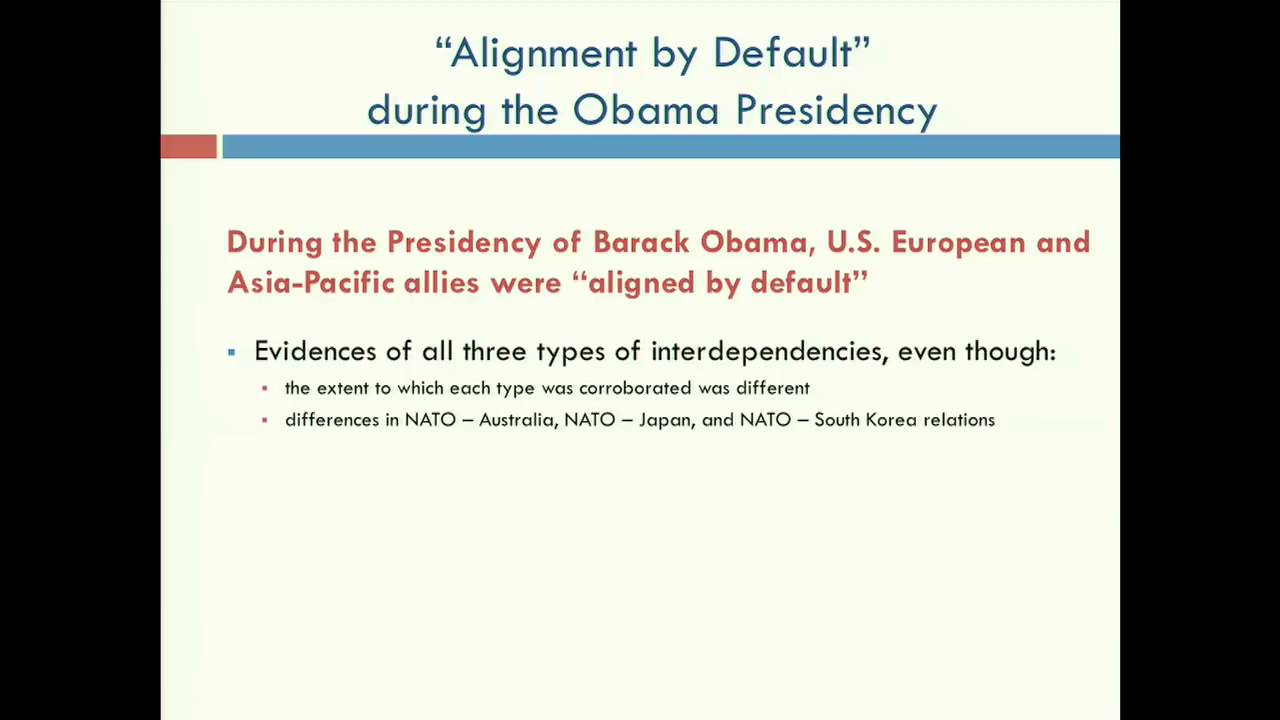 “Alignment by Default”
during the Obama Presidency
During the Presidency of Barack Obama, U.S. European and
Asia-Pacific allies were “aligned by default”
▪ Evidences of all three types of interdependencies, even though:
▪ the extent to which each type was corroborated was different
▪ differences in NATO – Australia, NATO – Japan, and NATO – South Korea relations